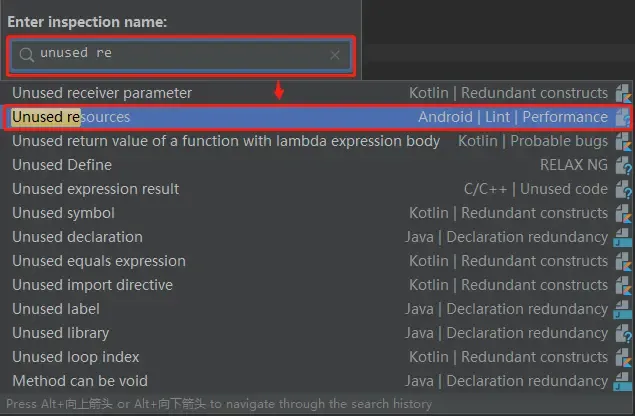 Enter inspection name:
unused re
Unused receiver parameter Kotlin | Redundant constructs
Unused resources Android | Lint | Performance
Unused return value of a function with lambda expression body Kotlin | Probable bugs
Unused Define RELAX NG
Unused expression result C/C++ | Unused code
Unused symbol Kotlin | Redundant constructs
Unused declaration Java | Declaration redundancy
Unused equals expression Kotlin | Redundant constructs
Unused import directive Kotlin | Redundant constructs
Unused label Java | Declaration redundancy
Unused library Java | Declaration redundancy
Unused loop index Kotlin | Redundant constructs
Method can be void Java | Declaration redundancy
Press Alt+向上箭头 or Alt+向下箭头 to navigate through the search history